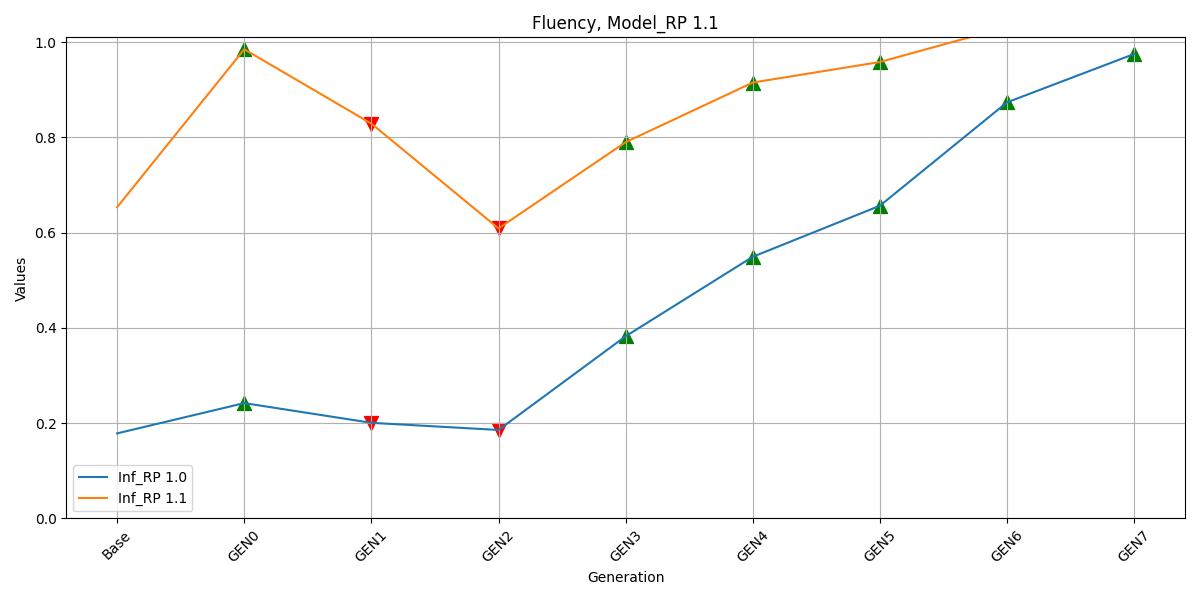 Fluency, Model_RP 1.1
Values
1.0
0.8
0.6
0.4
0.2
0.0
Inf_RP 1.0
Inf_RP 1.1
Base
GEN0
GEN1
GEN2
GEN3
GEN4
GEN5
GEN6
GEN7
Generation